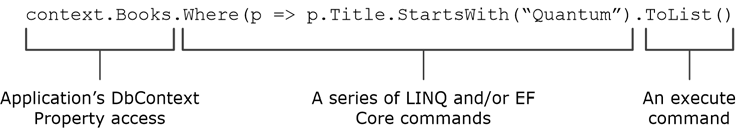 context.Books.Where(p => p.Title.StartsWith(“Quantum”).ToList()
Application’s DbContext
Property access
A series of LINQ and/or EF
Core commands
An execute
command